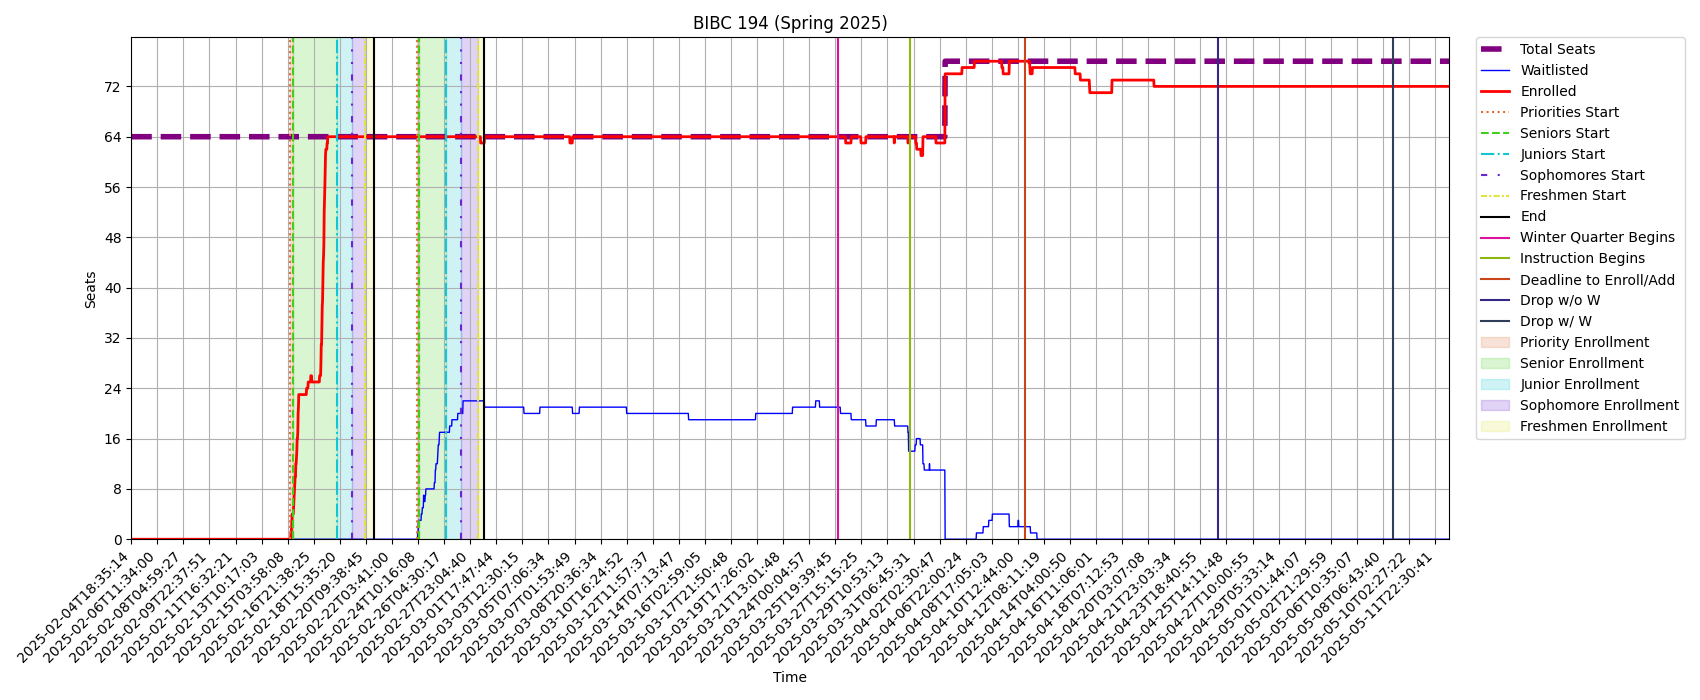 BIBC 194 (Spring 2025)
Seats
72
64
56
48
40
32
24
16
8
0
2025-02-04T18:35:14
2025-02-06T11:34:00
2025-02-08T04:59:27
2025-02-09T22:37:51
2025-02-11T16:32:21
2025-02-13T10:17:03
2025-02-15T03:58:08
2025-02-16T21:38:25
2025-02-18T15:35:20
2025-02-20T09:38:45
2025-02-22T03:41:00
2025-02-24T10:16:08
2025-02-26T04:30:17
2025-02-27T23:04:40
2025-03-01T17:47:44
2025-03-03T12:30:15
2025-03-05T07:06:34
2025-03-07T01:53:49
2025-03-08T20:36:34
2025-03-10T16:24:52
2025-03-12T11:57:37
2025-03-14T07:13:47
2025-03-16T02:59:05
2025-03-17T21:50:48
2025-03-19T17:26:02
2025-03-21T13:01:48
2025-03-24T00:04:57
2025-03-25T19:39:45
2025-03-27T15:15:25
2025-03-29T10:53:13
2025-03-31T06:45:31
2025-04-02T02:30:47
2025-04-06T22:00:24
2025-04-08T17:05:03
2025-04-10T12:44:00
2025-04-12T08:11:19
2025-04-14T04:00:50
2025-04-16T11:06:01
2025-04-18T07:12:53
2025-04-20T03:07:08
2025-04-21T23:03:34
2025-04-23T18:40:55
2025-04-25T14:11:48
2025-04-27T10:00:55
2025-04-29T05:33:14
2025-05-01T01:44:07
2025-05-02T21:29:59
2025-05-06T10:35:07
2025-05-08T06:43:40
2025-05-10T02:27:22
2025-05-11T22:30:41
Time
Total Seats
Waitlisted
Enrolled
Priorities Start
Seniors Start
Juniors Start
Sophomores Start
Freshmen Start
End
Winter Quarter Begins
Instruction Begins
Deadline to Enroll/Add
Drop w/o W
Drop w/ W
Priority Enrollment
Senior Enrollment
Junior Enrollment
Sophomore Enrollment
Freshmen Enrollment